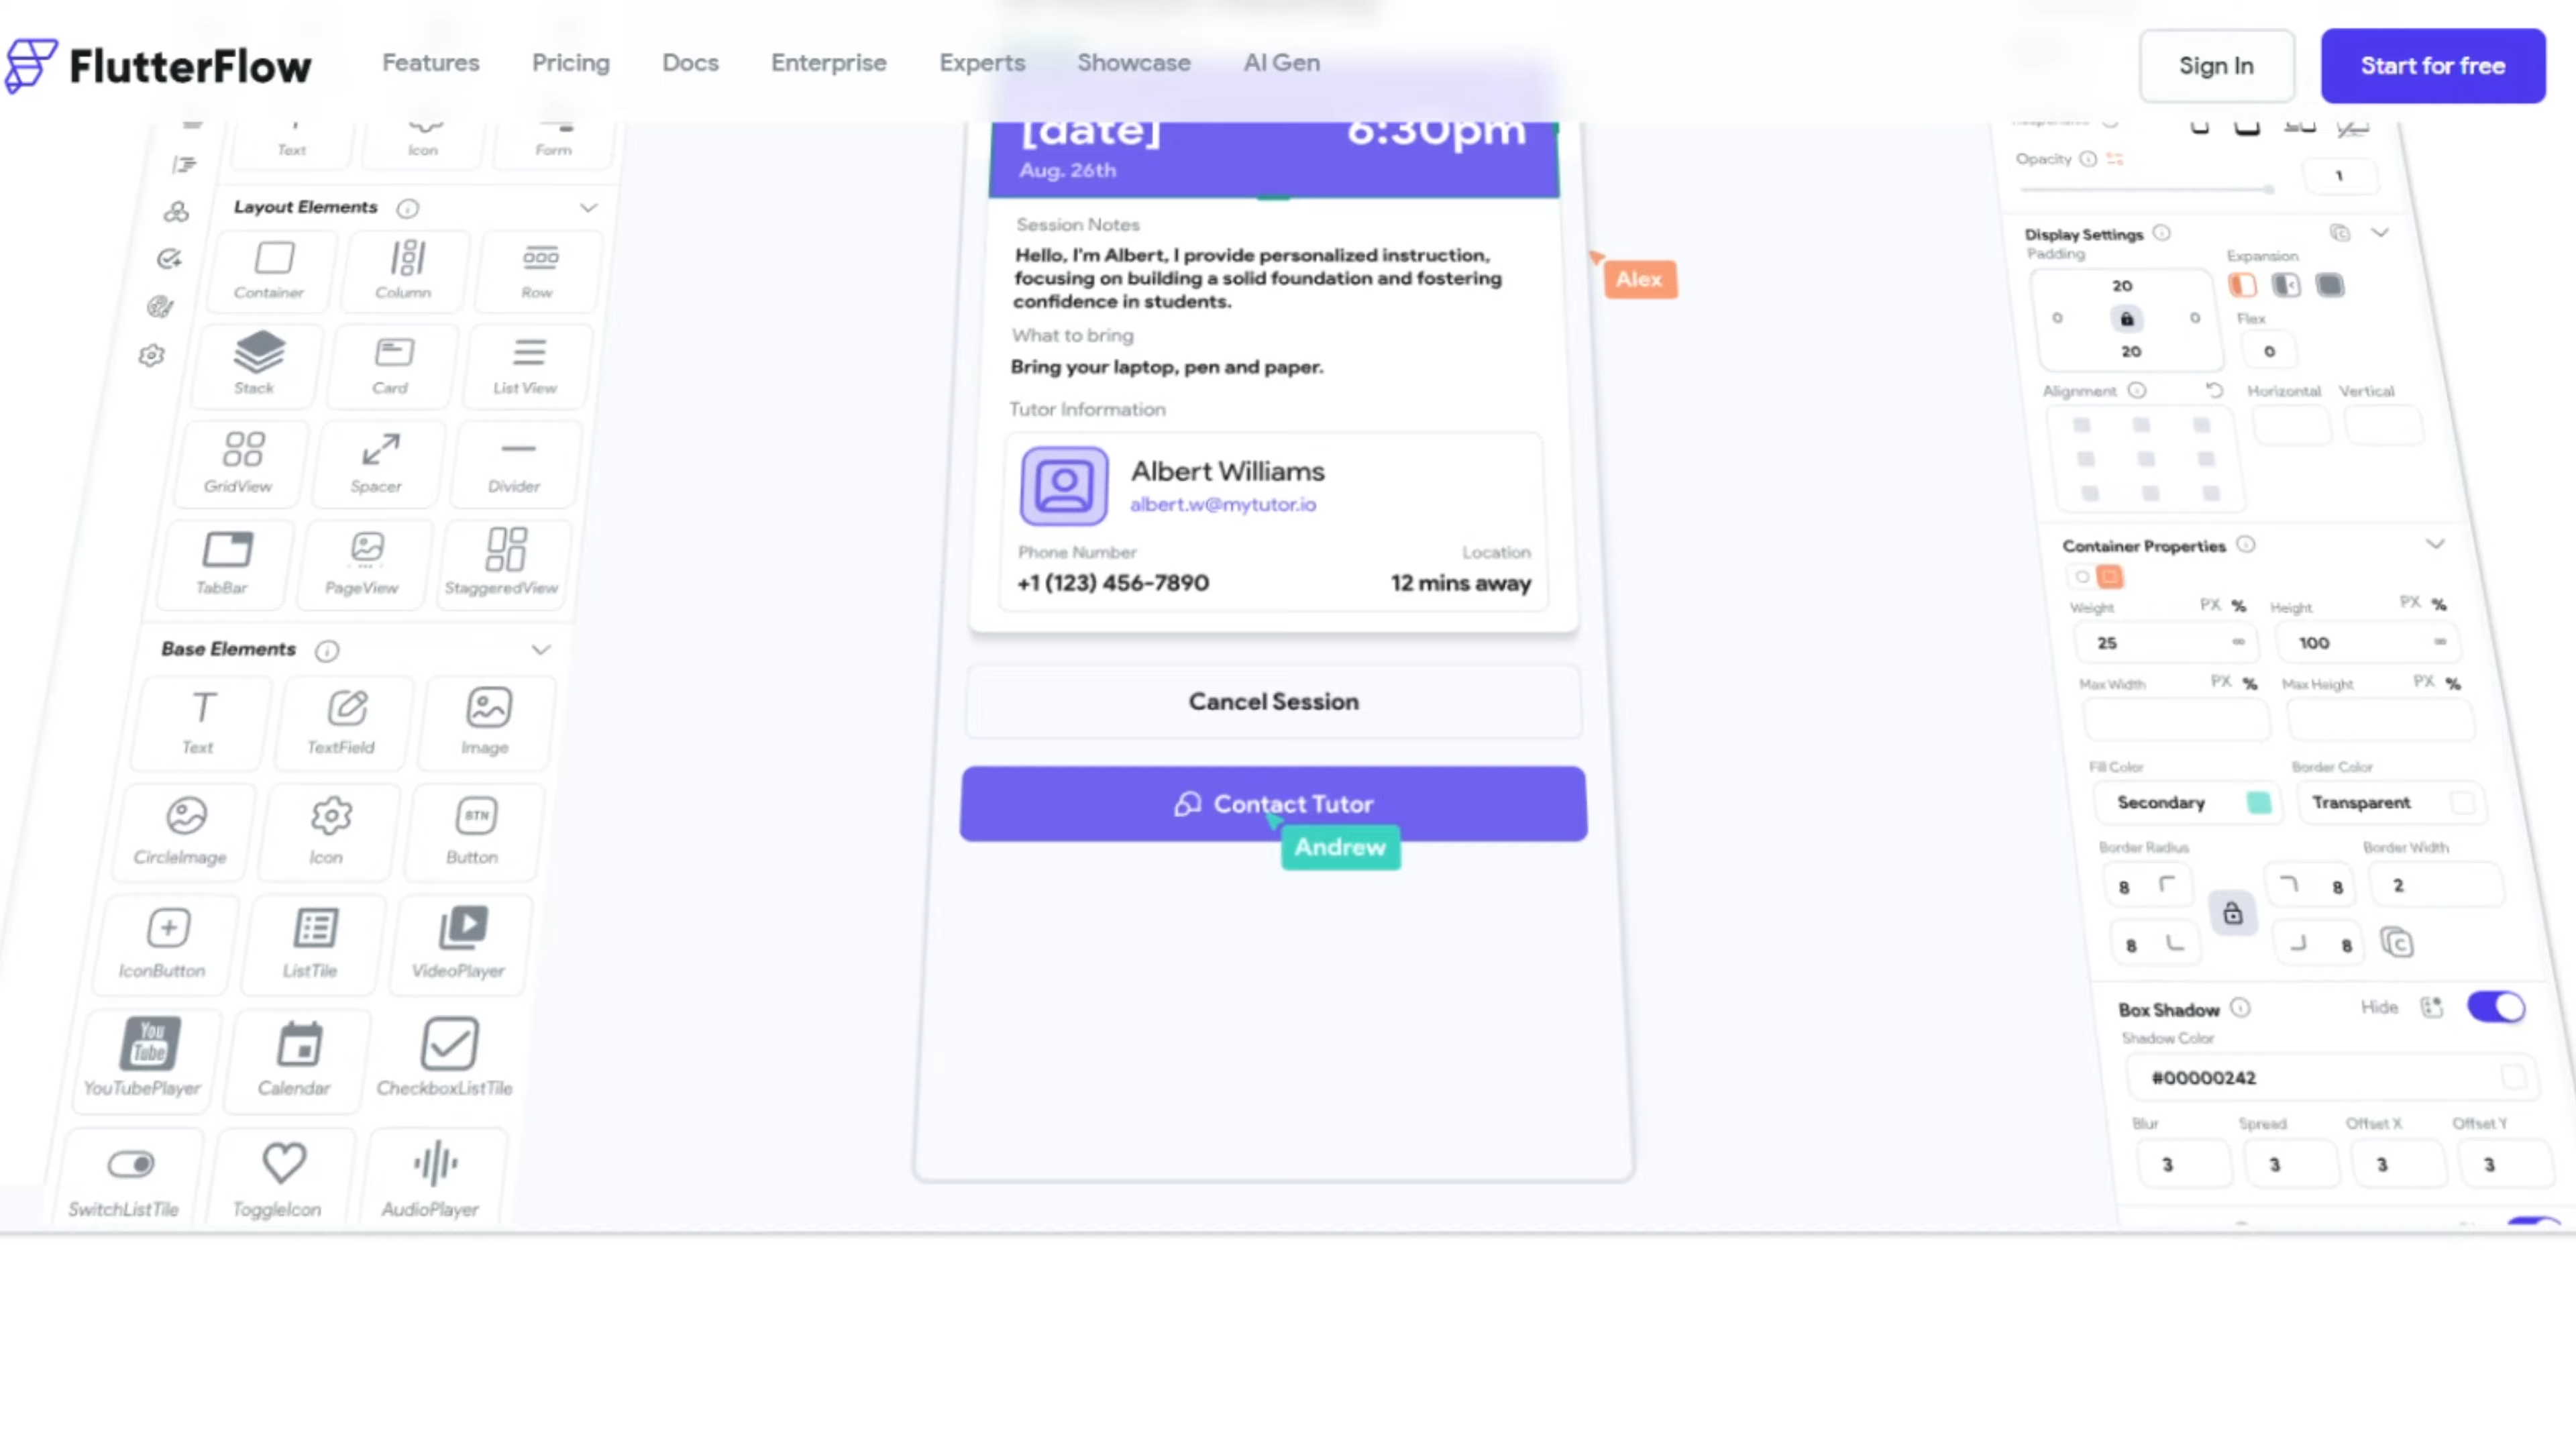 FlutterFlow Features Pricing Docs Enterprise Experts Showcase AI Gen Sign In Start for free
Text Icon Form
Layout Elements
Container Column Row
Stack Card List View
GridView Spacer Divider
TabBar PageView StaggeredView
Base Elements
Text TextField Image
CircleImage Icon Button
BTN
IconButton ListTile VideoPlayer
You
Tube
YouTubePlayer Calendar CheckboxListTile
SwitchListTile ToggleIcon AudioPlayer
[date] 6:30pm
Aug. 26th
Session Notes
Hello, I'm Albert, I provide personalized instruction,
focusing on building a solid foundation and fostering
confidence in students.
What to bring
Bring your laptop, pen and paper.
Tutor Information
Albert Williams
albert.w@mytutor.io
Phone Number Location
+1 (123) 456-7890 12 mins away
Cancel Session
Contact Tutor
Alex
Andrew
Opacity
1
Display Settings
Padding Expansion
20
0 0 Flex
20 0
Alignment Horizontal Vertical
Container Properties
Weight PX % Height PX %
25 100
Max Width PX % Max Height PX %
Fill Color Border Color
Secondary Transparent
Border Radius Border Width
8 8 2
8 8
Box Shadow Hide
Shadow Color
#00000242
Blur Spread Offset X Offset Y
3 3 3 3